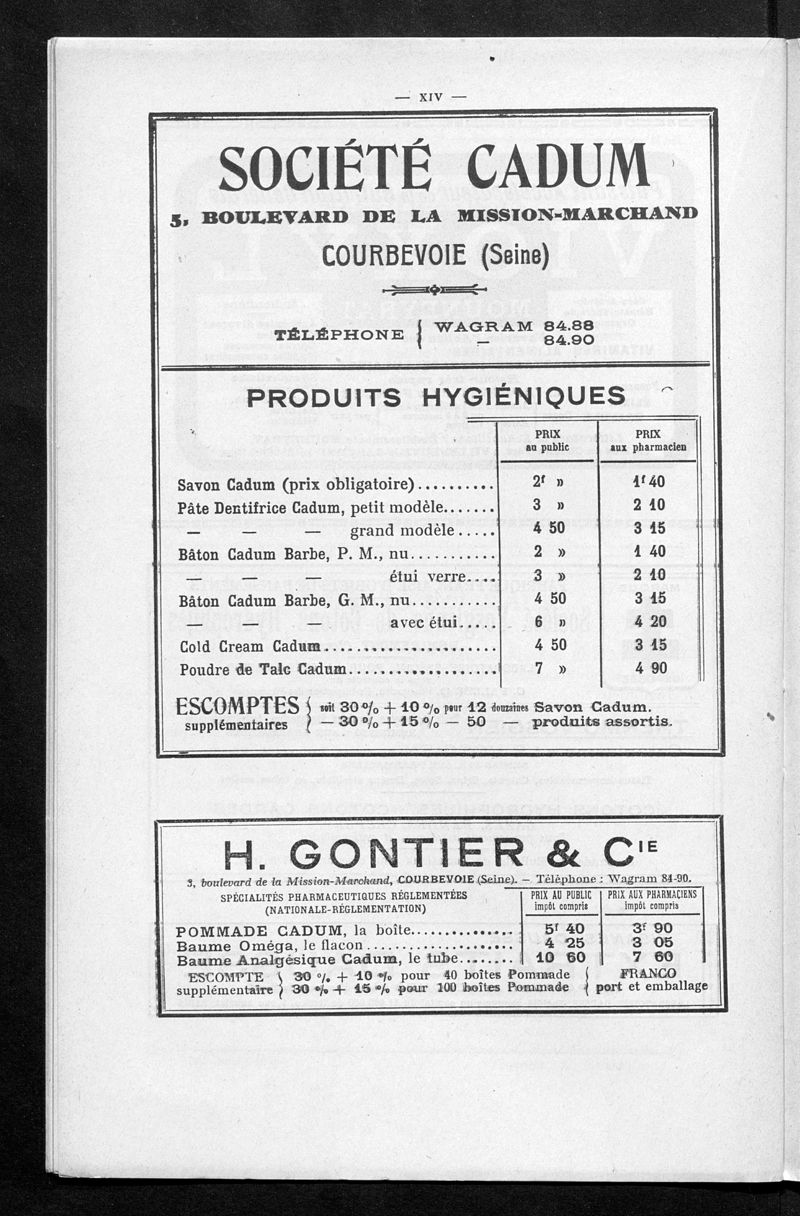 — XIV —
SOCIÉTÉ CADUM
5, BOULEVARD DE LA MISSION-MARCHAND
COURBEVOIE (Seine)
TÉLÉPHONE { WAGRAM 84.88
— 84.90
PRODUITS HYGIÉNIQUES
PRIX au public PRIX aux pharmacien
Savon Cadum (prix obligatoire).......... 2f » 1f 40
Pâte Dentifrice Cadum, petit modèle....... 3 » 2 10
— — — grand modèle..... 4 50 3 15
Bâton Cadum Barbe, P. M., nu........... 2 » 1 40
— — — étui verre.... 3 » 2 10
Bâton Cadum Barbe, G. M., nu........... 4 50 3 15
— — avec étui..... 6 » 4 20
Cold Cream Cadum...................... 4 50 3 15
Poudre de Talc Cadum................... 7 » 4 90
ESCOMPTES { soit 30 % + 10 % pour 12 douzaines Savon Cadum.
supplémentaires { — 30 % + 15 % — 50 — produits assortis.
H. GONTIER & CIE
3, boulevard de la Mission-Marchand, COURBEVOIE (Seine). — Téléphone : Wagram 84-90.
SPÉCIALITÉS PHARMACEUTIQUES RÉGLEMENTÉES PRIX AU PUBLIC PRIX AUX PHARMACIENS
(NATIONALE-RÉGLEMENTATION) impôt compris impôt compris
POMMADE CADUM, la boîte............... 5f 40 3f 90
Baume Oméga, le flacon...................... 4 25 3 05
Baume Analgésique Cadum, le tube........ 10 60 7 60
ESCOMPTE { 30 % + 10 % pour 40 boîtes Pommade { FRANCO
supplémentaire } 30 % + 15 % pour 100 boîtes Pommade { port et emballage